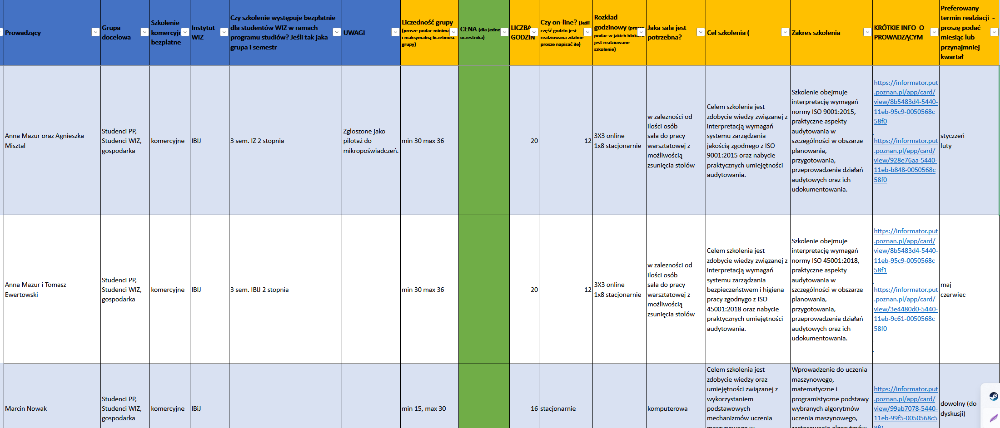 Prowadzący
Grupa
docelowa
Szkolenie
komercyjr
bezpłatne
Instytut
WIZ
Czy szkolenie występuje bezpłatnie
dla studentów WIZ w ramach
programu studiów? Jeśli tak jaka
grupa i semestr
UWAGI
Liczedność grupy
(prosze podac minima
i maksymalną liczebnosc
grupy)
CENA (dla jedne
uczestnika)
LICZBA
GODZIN
Czy on-line? (Jeśli
część godzin jest
realziowana zdalnie
prosze napisać ile)
Rozkład
godzinowy
podac w jakich blokach
jest realziowane
szkolenie)
Jaka sala jest
potrzebna?
Cel szkolenia (
Zakres szkolenia
KRÓTKIE INFO O
PROWADZĄCYM
Preferowany
termin realziacji -
proszę podać
miesiąc lub
przynajmniej
kwartał
Anna Mazur oraz Agnieszka
Misztal
Studenci PP,
Studenci WIZ,
gospodarka
komercyjne
IBIJ
3 sem. IZ 2 stopnia
Zgłoszone jako
pilotaż do
mikropoświadczeń.
min 30 max 36
20
12
3X3 online
1x8 stacjonarnie
w zalezności od
ilości osób
sala do pracy
warsztatowej z
możliwością
zsunięcia stołów
Celem szkolenia jest
zdobycie wiedzy związanej z
interpretacją wymagań
systemu zarządzania
jakością zgodnego z ISO
9001:2015 oraz nabycie
praktycznych umiejętności
audytowania.
Szkolenie obejmuje
interpretację wymagań
normy ISO 9001:2015,
praktyczne aspekty
audytowania w
szczególności w obszarze
planowania,
przygotowania,
przeprowadzenia działań
audytowych oraz ich
udokumentowania.
https://informator.put
.poznan.pl/app/card/
view/8b5483d4-5440-
11eb-95c9-0050568c
58f0
https://informator.put
.poznan.pl/app/card/
view/928e76aa-5440-
11eb-b848-0050568c
58f0
styczzeń
luty
Anna Mazur i Tomasz
Ewertowski
Studenci PP,
Studenci WIZ,
gospodarka
komercyjne
IBIJ
3 sem. IBIJ 2 stopnia
min 30 max 36
20
12
3X3 online
1x8 stacjonarnie
w zalezności od
ilości osób
sala do pracy
warsztatowej z
możliwością
zsunięcia stołów
Celem szkolenia jest
zdobycie wiedzy związanej z
interpretacją wymagań
systemu zarządzania
bezpieczeństwem i higiena
pracy zgodnygo z ISO
45001:2018 oraz nabycie
praktycznych umiejętności
audytowania.
Szkolenie obejmuje
interpretację wymagań
normy ISO 45001:2018,
praktyczne aspekty
audytowania w
szczególności w obszarze
planowania,
przygotowania,
przeprowadzenia działań
audytowych oraz ich
udokumentowania.
https://informator.put
.poznan.pl/app/card/
view/8b5483d4-5440-
11eb-95c9-0050568c
58f1
https://informator.put
.poznan.pl/app/card/
view/3e4480d0-5440-
11eb-9c61-0050568c
58f0
maj
czerwiec
Marcin Nowak
Studenci PP,
Studenci WIZ,
gospodarka
komercyjne
IBiJ
min 15, max 30
16
stacjonarnie
komputerowa
Celem szkolenia jest
zdobycie wiedzy oraz
umiejętności związanej z
wykorzystaniem
podstawowych
mechanizmów uczenia
maszynowego w
Wprowadzenie do uczenia
maszynowego,
matematyczne i
programistyczne podstawy
wybranych algorytmów
uczenia maszynowego,
zastosowanie algorytmów
https://informator.put
.poznan.pl/app/card/
view/99ab7078-5440-
11eb-99f5-0050568c5
8f0
dowolny (do
dyskusji)